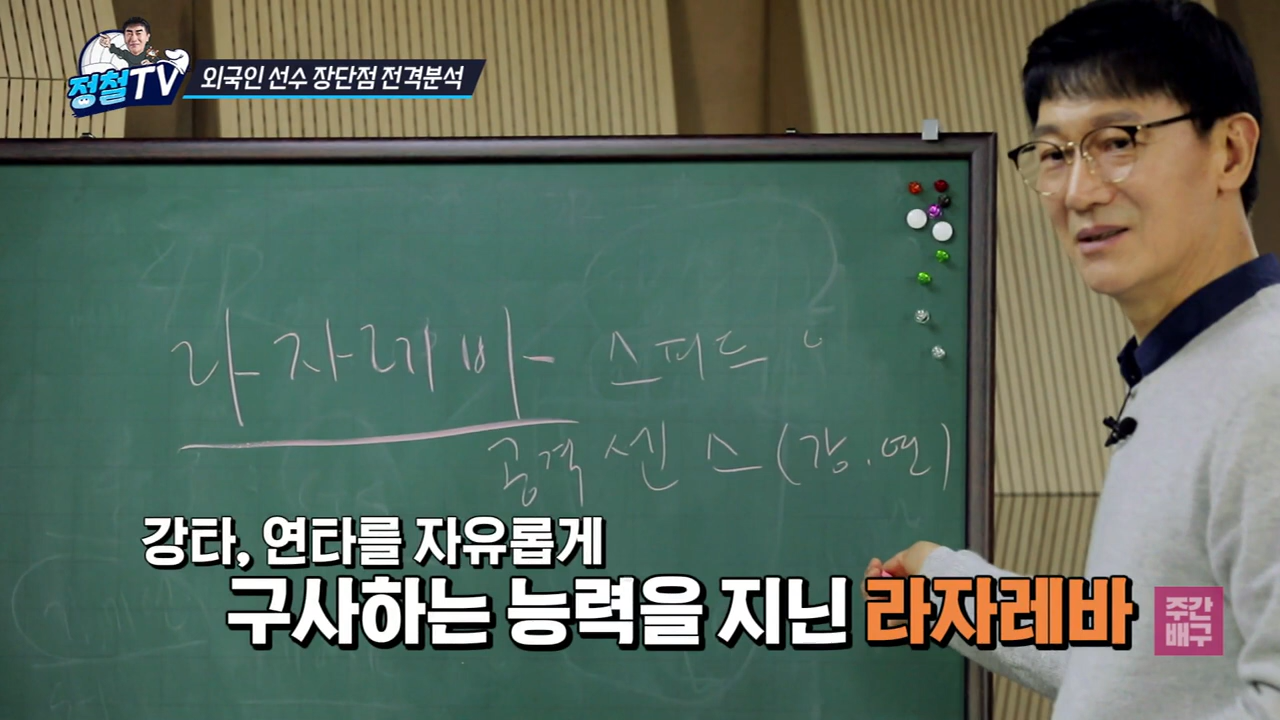 정철TV
외국인 선수 장단점 전격분석
라자레바 - 스피드
공격 센스 (강.연)
강타, 연타를 자유롭게
구사하는 능력을 지닌 라자레바
주간
배구